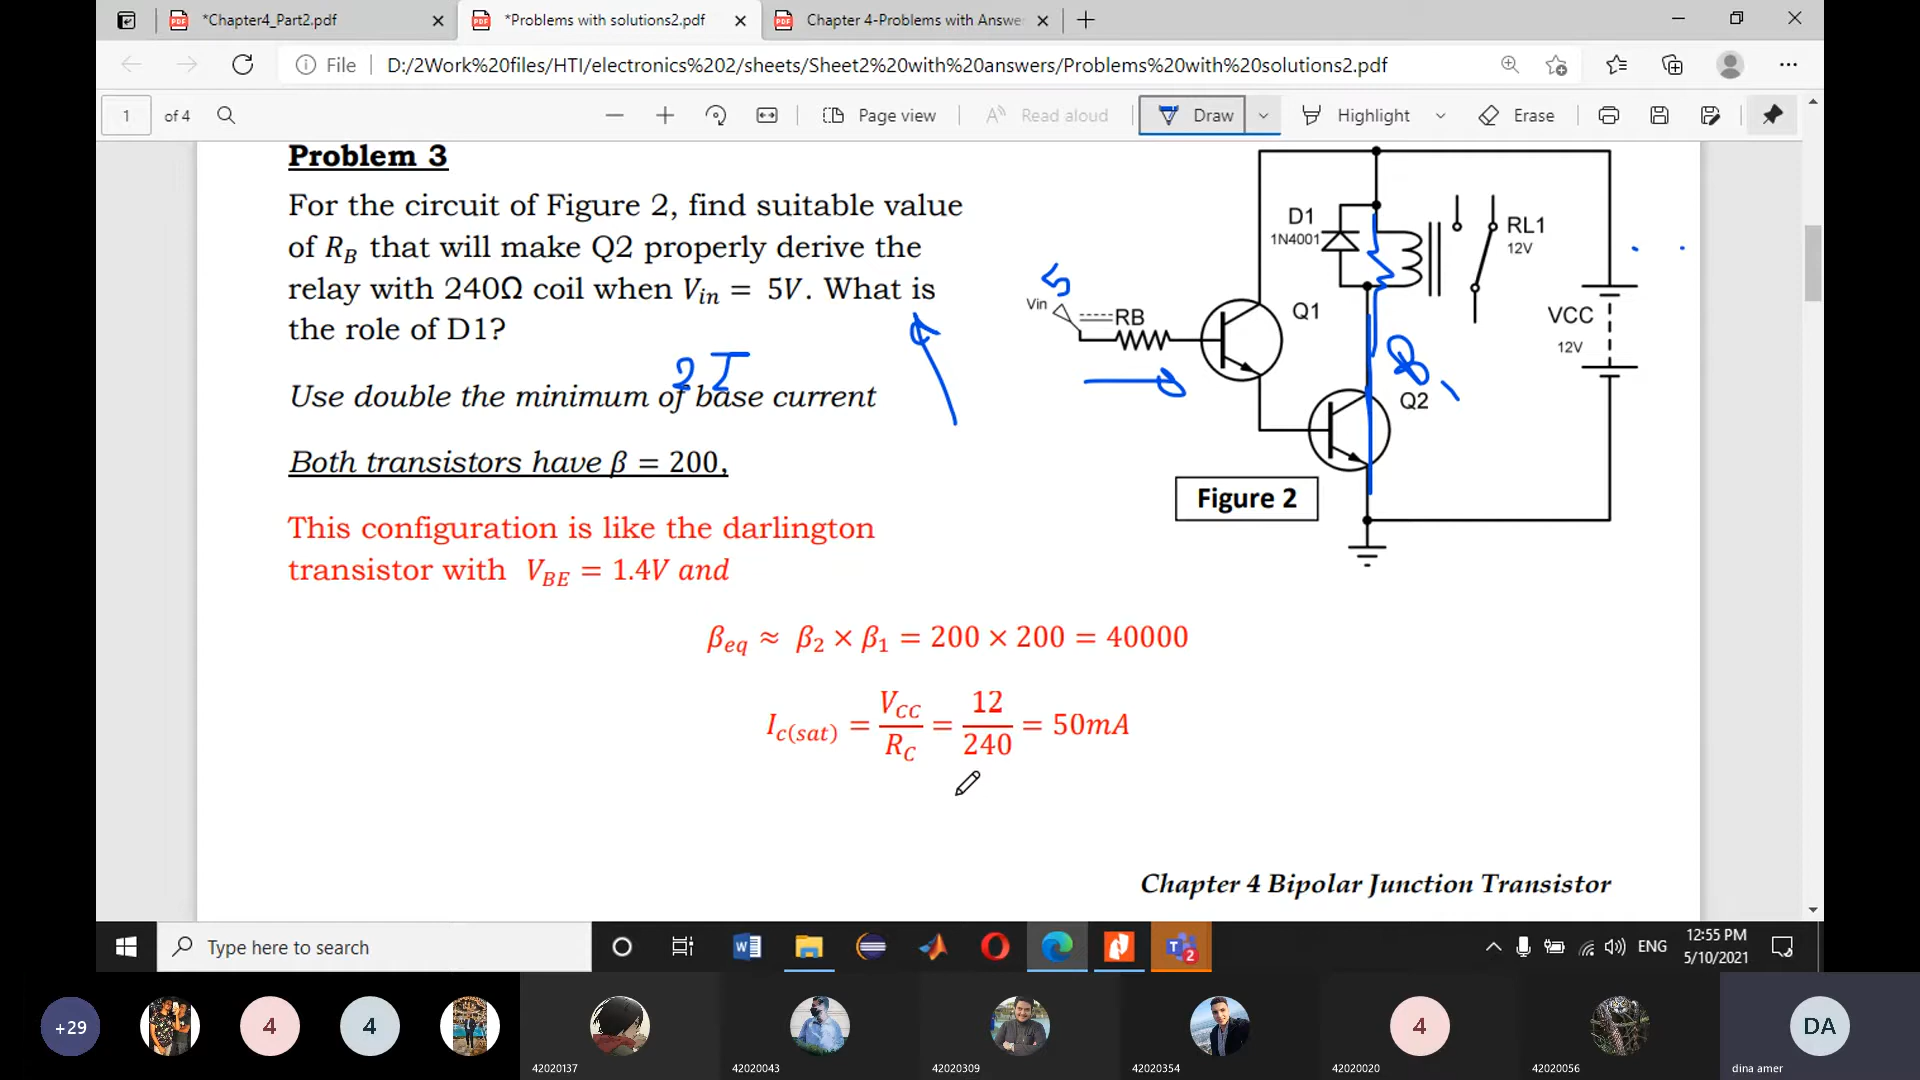 *Chapter4_Part2.pdf
*Problems with solutions2.pdf
Chapter 4-Problems with Answe
File
D:/2Work%20files/HTI/electronics%202/sheets/Sheet2%20with%20answers/Problems%20with%20solutions2.pdf
1 of 4
Page view
Read aloud
Draw
Highlight
Erase
Problem 3
For the circuit of Figure 2, find suitable value
of R_B that will make Q2 properly derive the
relay with 240Ω coil when V_in = 5V. What is
the role of D1?
2 I
Use double the minimum of base current
Both transistors have β = 200,
This configuration is like the darlington
transistor with V_BE = 1.4V and
β_eq ≈ β_2 × β_1 = 200 × 200 = 40000
I_c(sat) = V_CC / R_C = 12 / 240 = 50mA
D1
1N4001
RL1
12V
5
Vin
RB
Q1
VCC
12V
Q2
Figure 2
Chapter 4 Bipolar Junction Transistor
Type here to search
2
ENG
12:55 PM
5/10/2021
+29
4
4
42020137
42020043
42020309
42020354
4
42020020
42020056
DA
dina amer